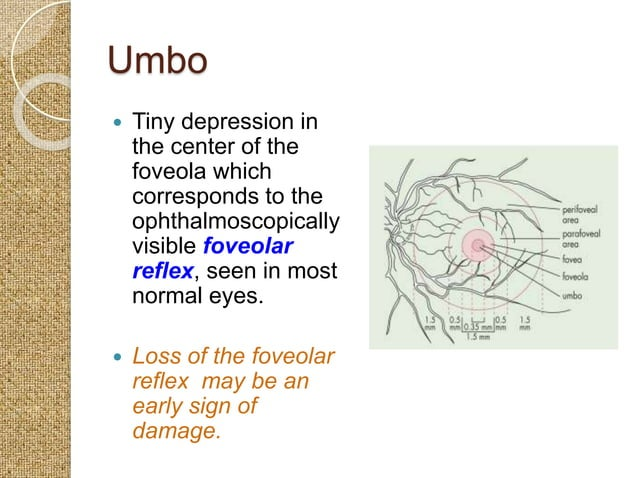 Umbo
• Tiny depression in
the center of the
foveola which
corresponds to the
ophthalmoscopically
visible foveolar
reflex, seen in most
normal eyes.
• Loss of the foveolar
reflex may be an
early sign of
damage.
perifoveal
area
parafoveal
area
fovea
foveola
umbo
1.5 0.5 0.5 1.5
mm mm 0.35 mm mm mm
1.5 mm